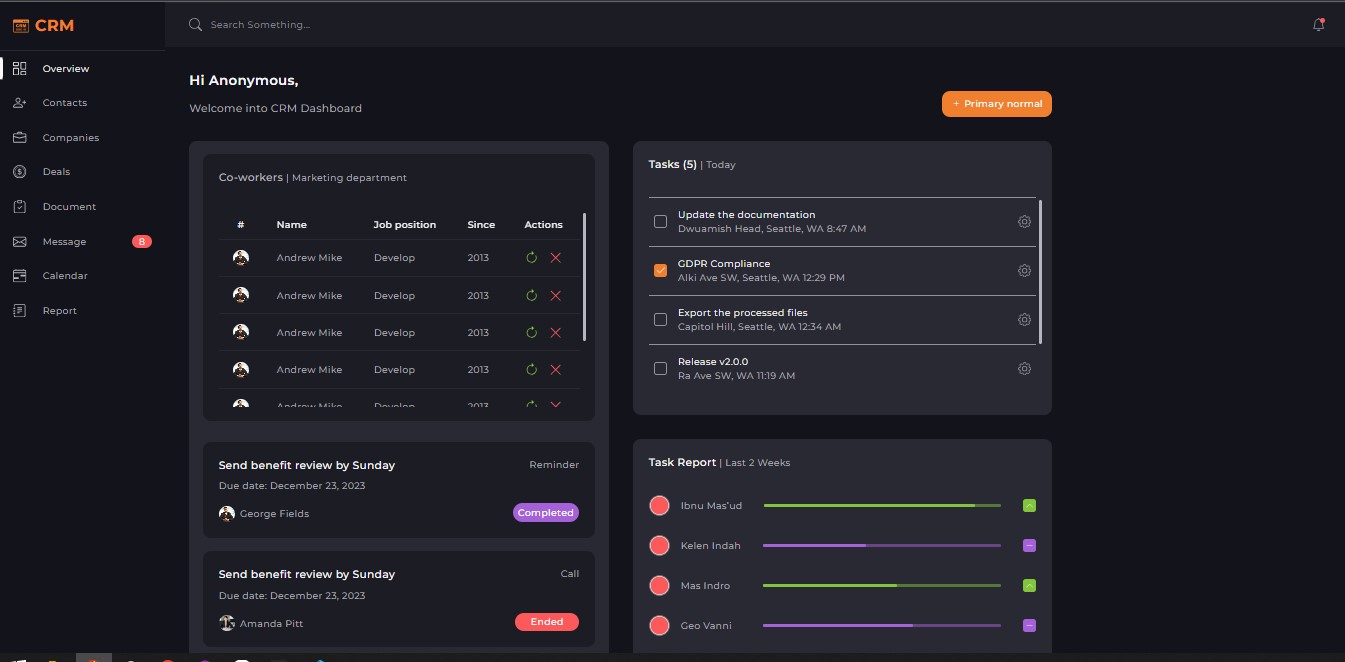 CRM
Search Something...
Overview
Contacts
Companies
Deals
Document
Message 8
Calendar
Report
Hi Anonymous,
Welcome into CRM Dashboard
+ Primary normal
Co-workers | Marketing department
# Name Job position Since Actions
Andrew Mike Develop 2013
Andrew Mike Develop 2013
Andrew Mike Develop 2013
Andrew Mike Develop 2013
Andrew Mike Develop 2013
Send benefit review by Sunday Reminder
Due date: December 23, 2023
George Fields Completed
Send benefit review by Sunday Call
Due date: December 23, 2023
Amanda Pitt Ended
Tasks (5) | Today
Update the documentation
Dwuamish Head, Seattle, WA 8:47 AM
GDPR Compliance
Alki Ave SW, Seattle, WA 12:29 PM
Export the processed files
Capitol Hill, Seattle, WA 12:34 AM
Release v2.0.0
Ra Ave SW, WA 11:19 AM
Task Report | Last 2 Weeks
Ibnu Mas'ud
Kelen Indah
Mas Indro
Geo Vanni